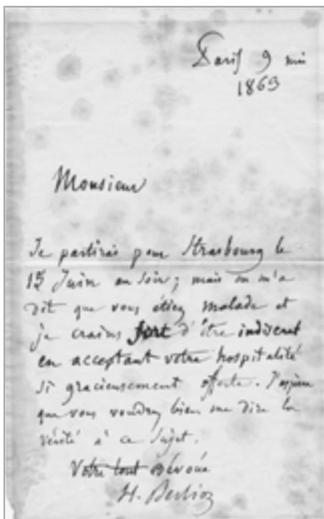 Paris 9 mai
1863
Monsieur
Je partirai pour Strasbourg le
15 Juin au soir; mais on m'a
dit que vous étiez malade et
je crains fort d'être indiscret
en acceptant votre hospitalité
si gracieusement offerte. J'espère
que vous voudrez bien me dire la
vérité à ce sujet.
Votre tout dévoué
H. Berlioz